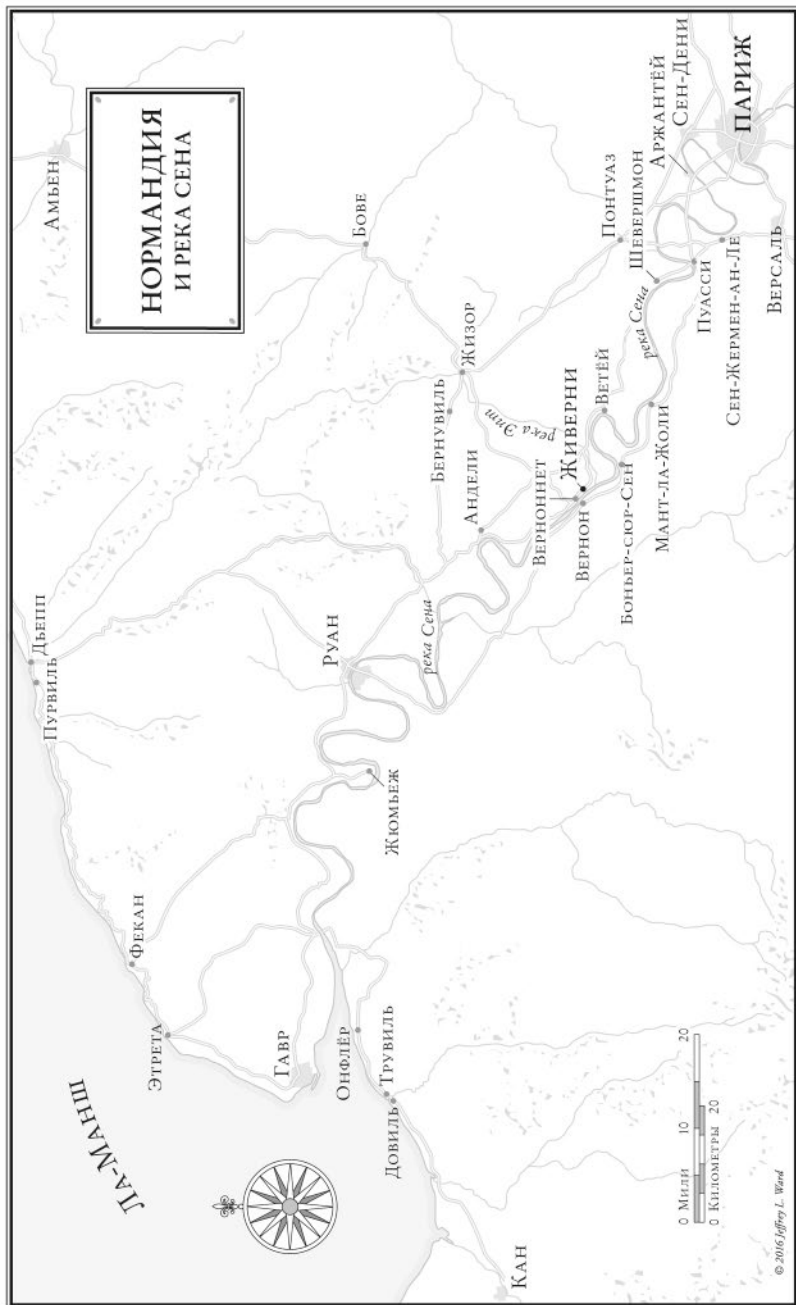 НОРМАНДИЯ
И РЕКА СЕНА
ЛА-МАНШ
АМЬЕН
ДЬЕПП
ПУРВИЛЬ
ФЕКАН
ЭТРЕТА
БОВЕ
РУАН
ГАВР
ЖИЗОР
БЕРНУВИЛЬ
река Эпт
АНДЕЛИ
ОНФЛЁР
ТРУВИЛЬ
ДОВИЛЬ
ЖЮМЬЕЖ
река Сена
ВЕРНОННЕТ
ЖИВЕРНИ
ВЕРНОН
ВЕТЁЙ
БОНЬЕР-СЮР-СЕН
МАНТ-ЛА-ЖОЛИ
река Сена
ПОНТУАЗ
ШЕВЕРШМОН
АРЖАНТЁЙ
СЕН-ДЕНИ
ПАРИЖ
ПУАССИ
СЕН-ЖЕРМЕН-АН-ЛЕ
ВЕРСАЛЬ
КАН
0 МИЛИ 10 20
0 КИЛОМЕТРЫ 20
© 2016 Jeffrey L. Ward